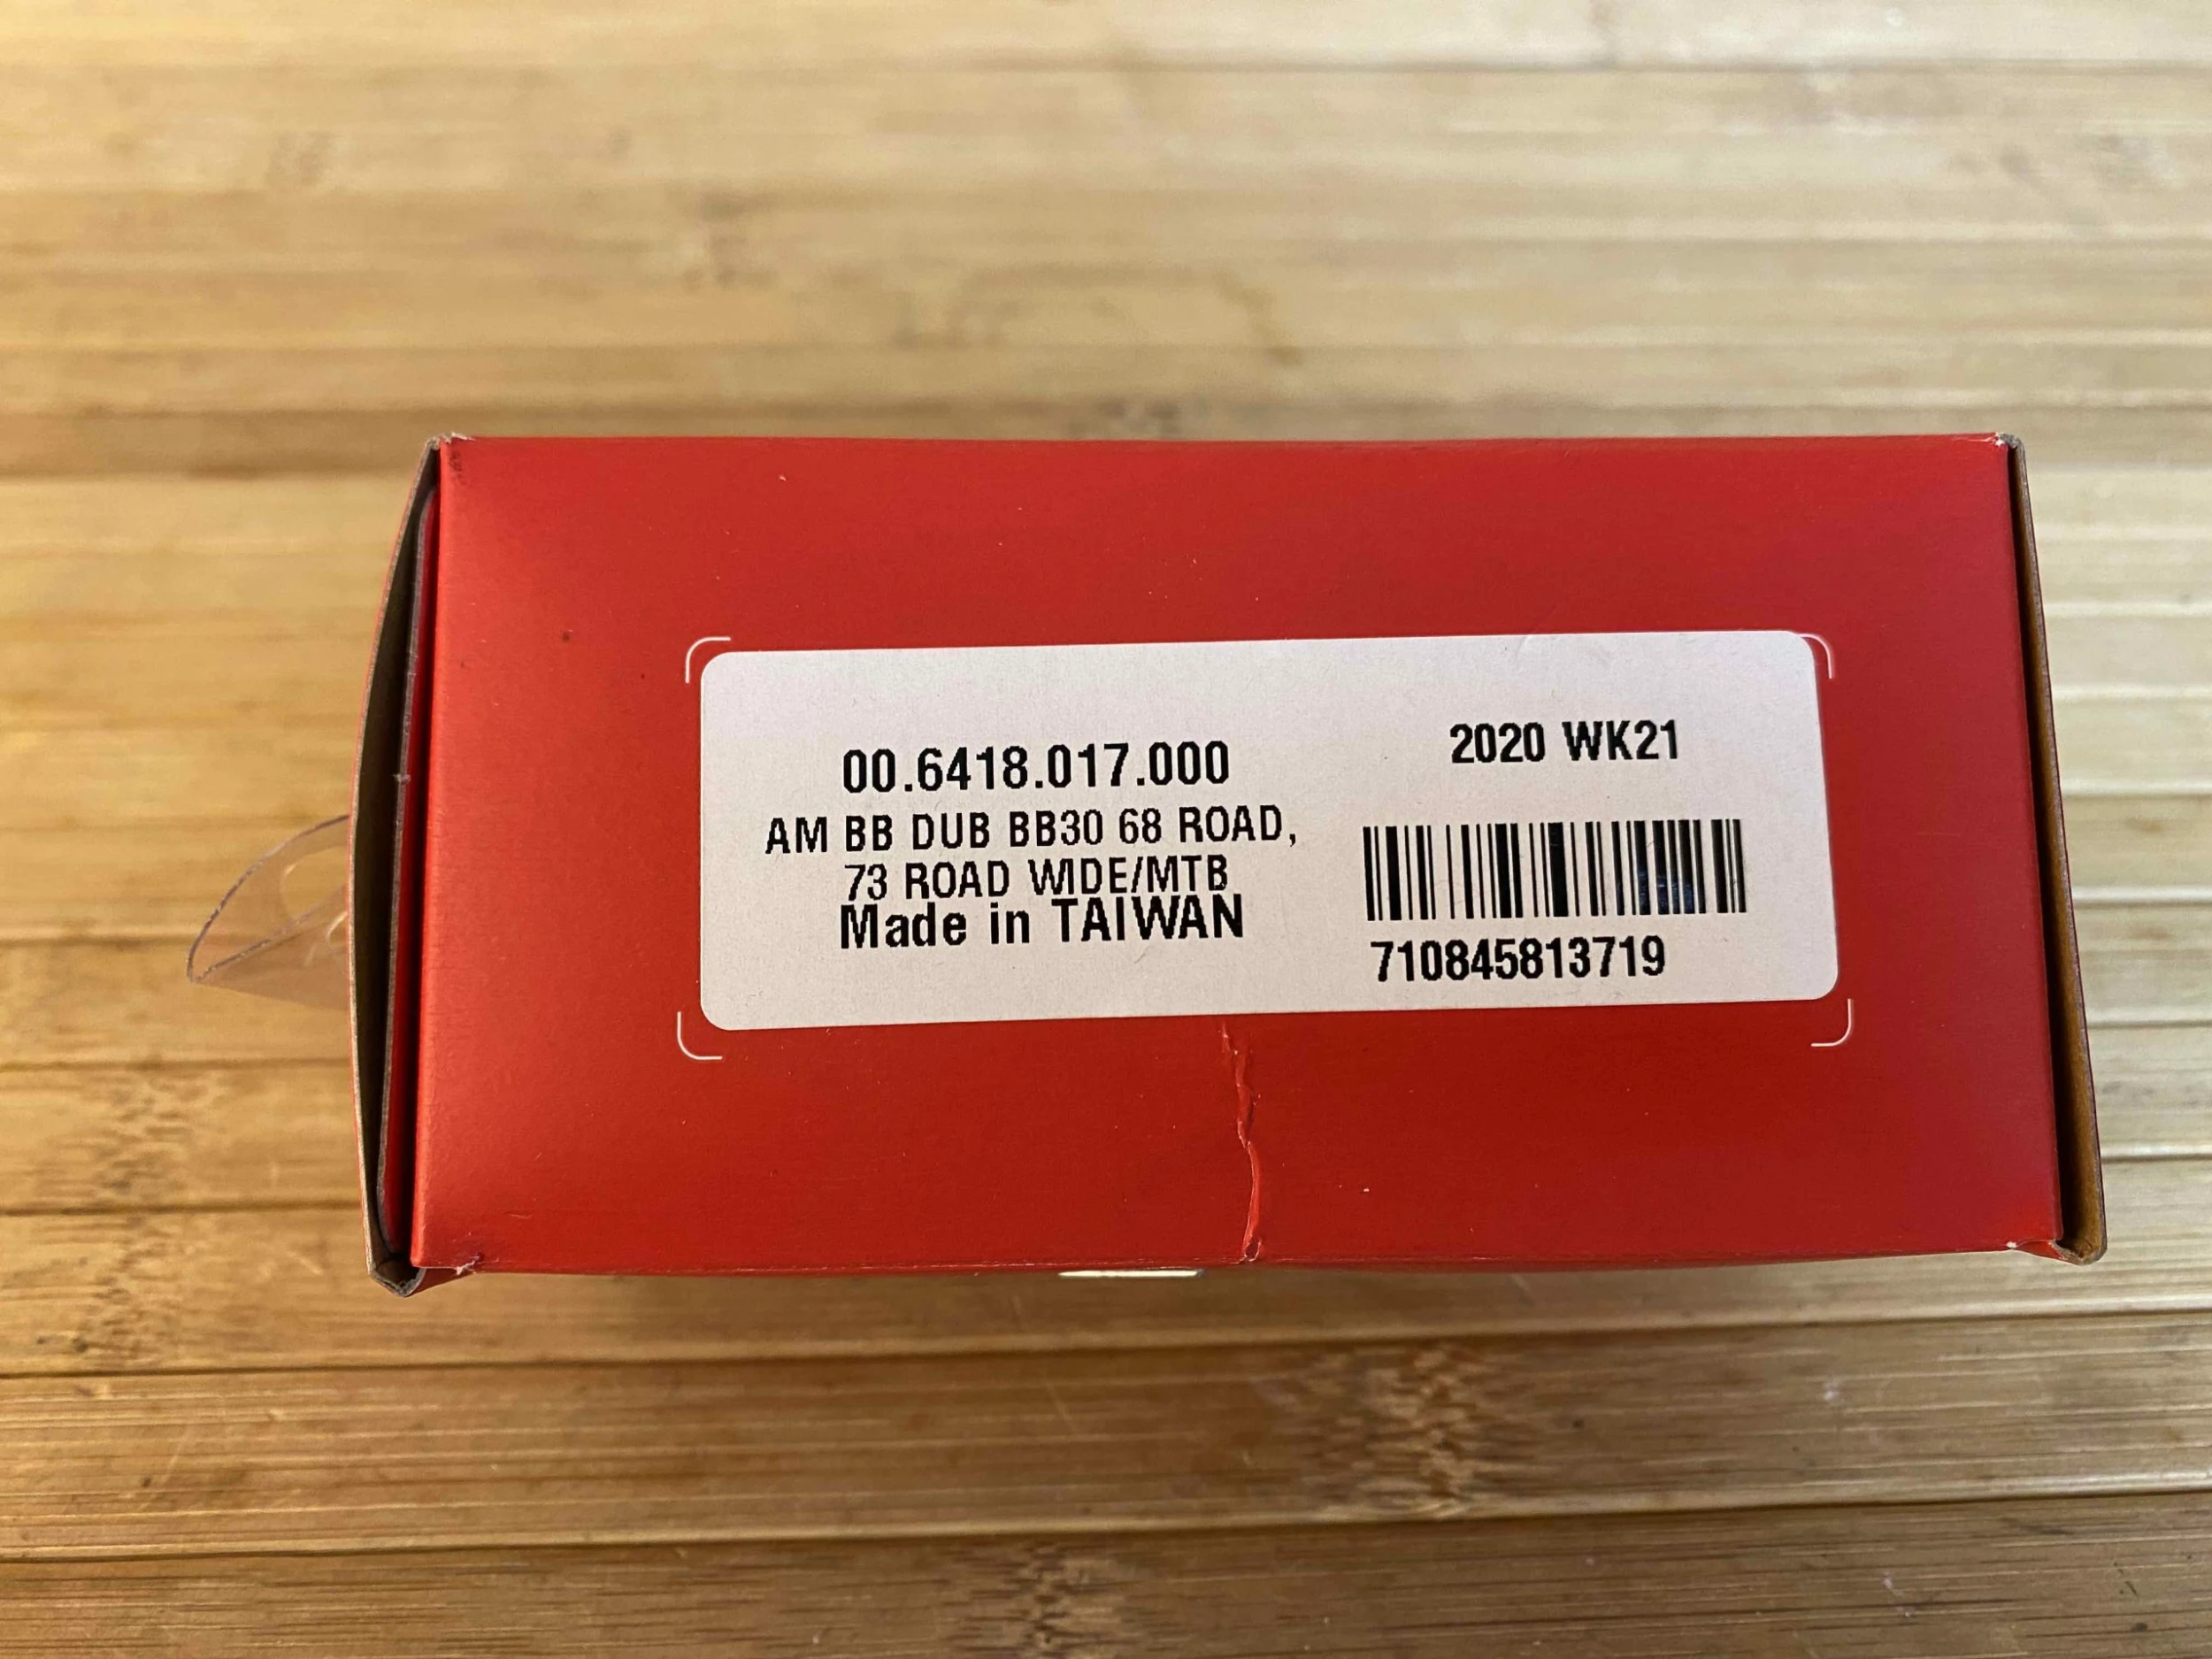 00.6418.017.000
AM BB DUB BB30 68 ROAD,
73 ROAD WIDE/MTB
Made in TAIWAN
2020 WK21
710845813719